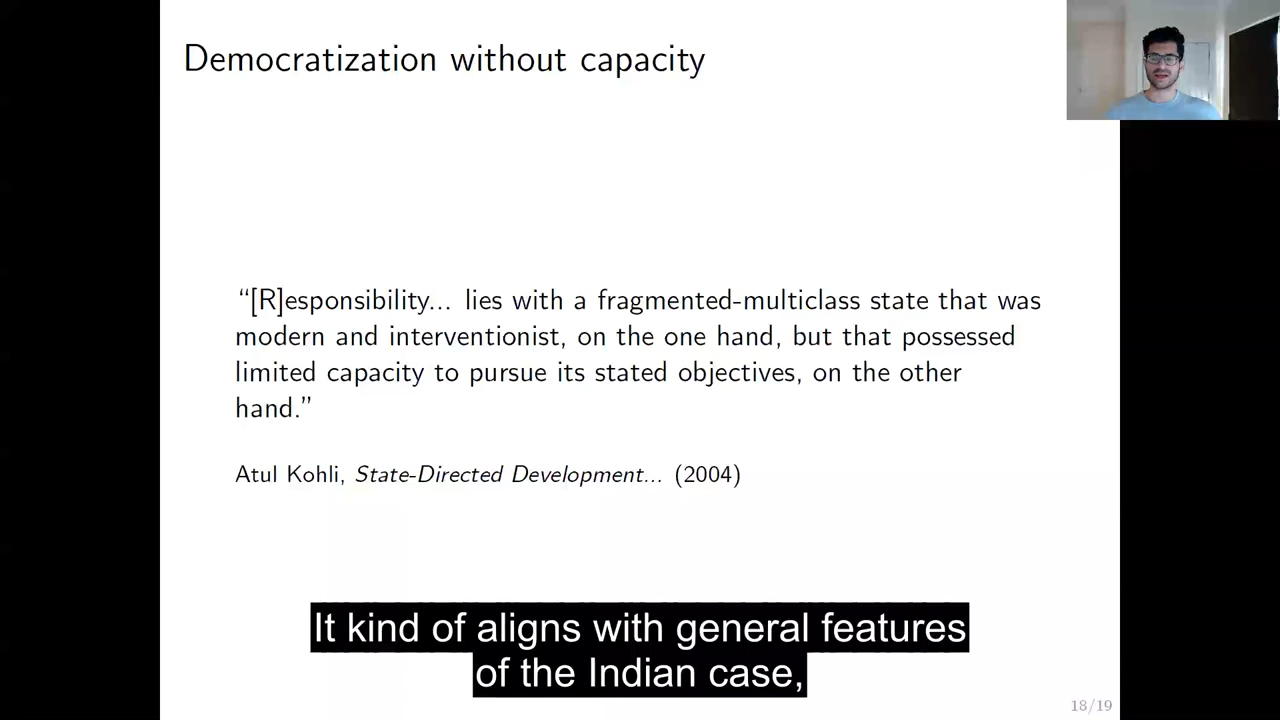 Democratization without capacity
“[R]esponsibility... lies with a fragmented-multiclass state that was
modern and interventionist, on the one hand, but that possessed
limited capacity to pursue its stated objectives, on the other
hand.”
Atul Kohli, State-Directed Development... (2004)
It kind of aligns with general features
of the Indian case,
18/19